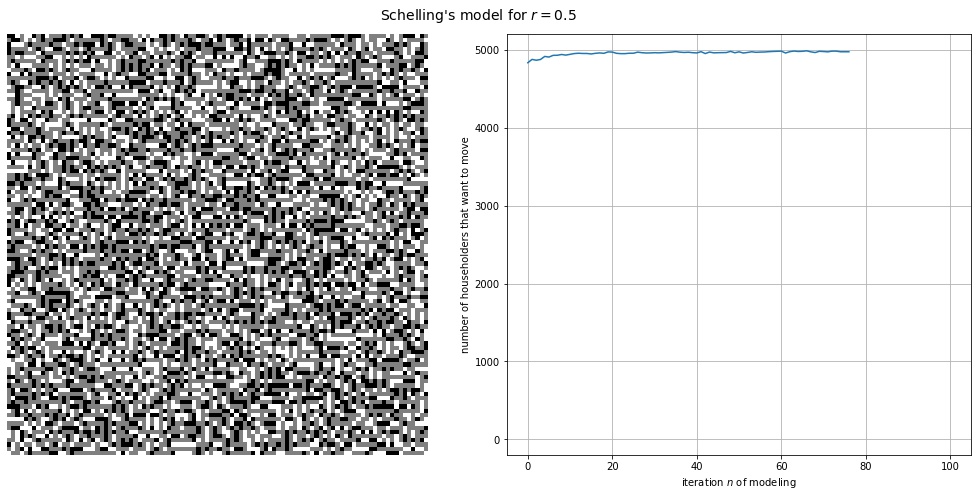 Schelling's model for r = 0.5
number of householders that want to move
5000
4000
3000
2000
1000
0
0 20 40 60 80 100
iteration n of modeling